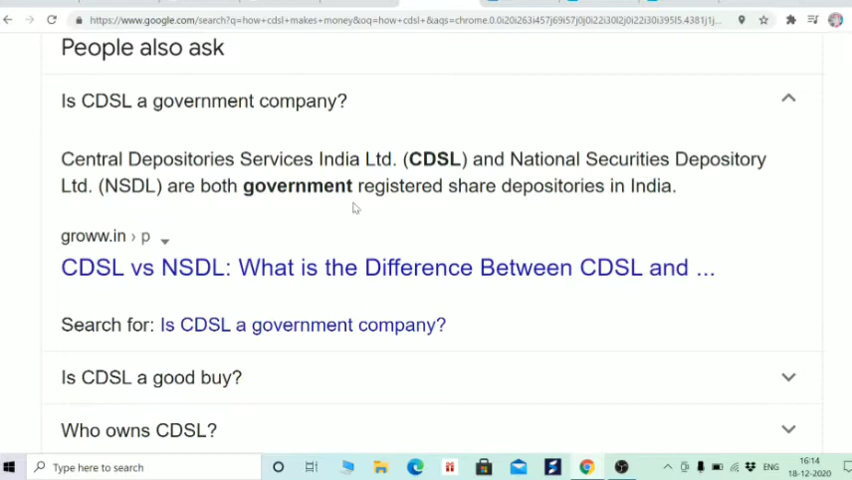 https://www.google.com/search?q=how+cdsl+makes+money&oq=how+cdsl+&aqs=chrome.0.0i20i263i457j69i57j0j0i22i30l2j0i22i30i395l5.4381j1j...
People also ask
Is CDSL a government company?
Central Depositories Services India Ltd. (CDSL) and National Securities Depository
Ltd. (NSDL) are both government registered share depositories in India.
groww.in › p
CDSL vs NSDL: What is the Difference Between CDSL and ...
Search for: Is CDSL a government company?
Is CDSL a good buy?
Who owns CDSL?
Type here to search
ENG
16:14
18-12-2020